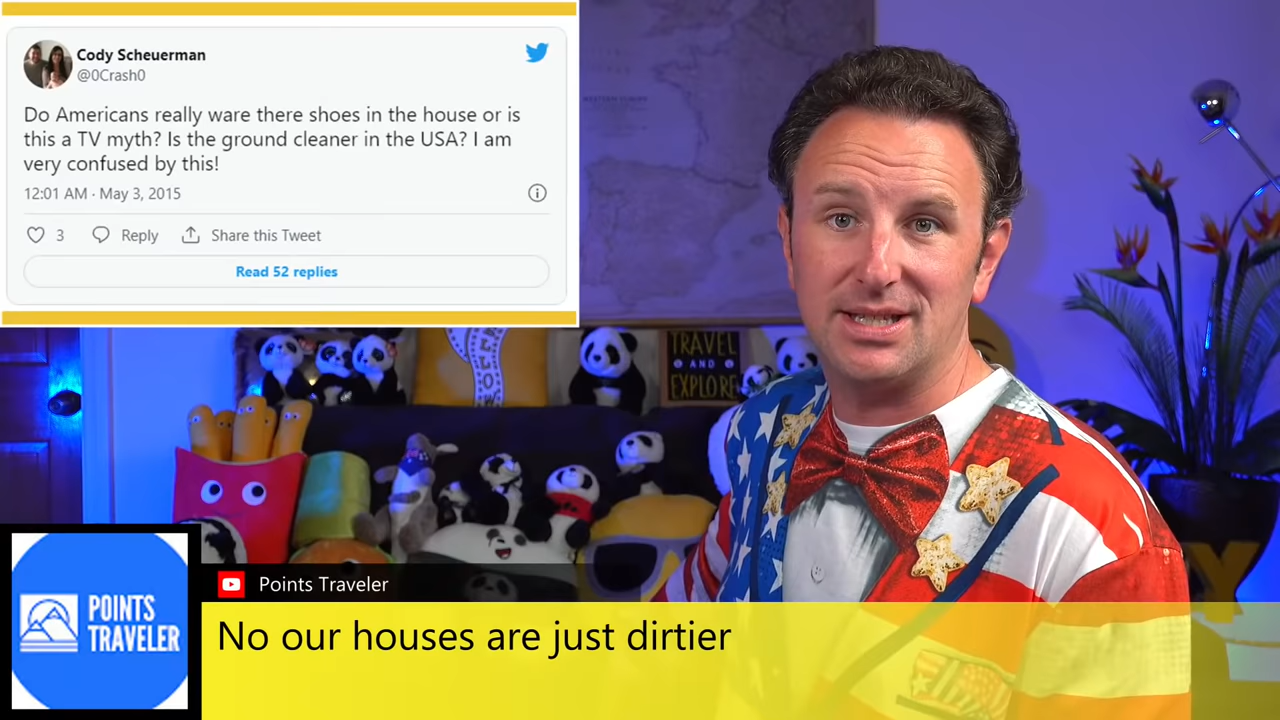 Cody Scheuerman
@0Crash0
Do Americans really ware there shoes in the house or is
this a TV myth? Is the ground cleaner in the USA? I am
very confused by this!
12:01 AM · May 3, 2015
3 Reply Share this Tweet
Read 52 replies
WESTERN EUROPE
TRAVEL
AND
EXPLORE
POINTS
TRAVELER
Points Traveler
No our houses are just dirtier